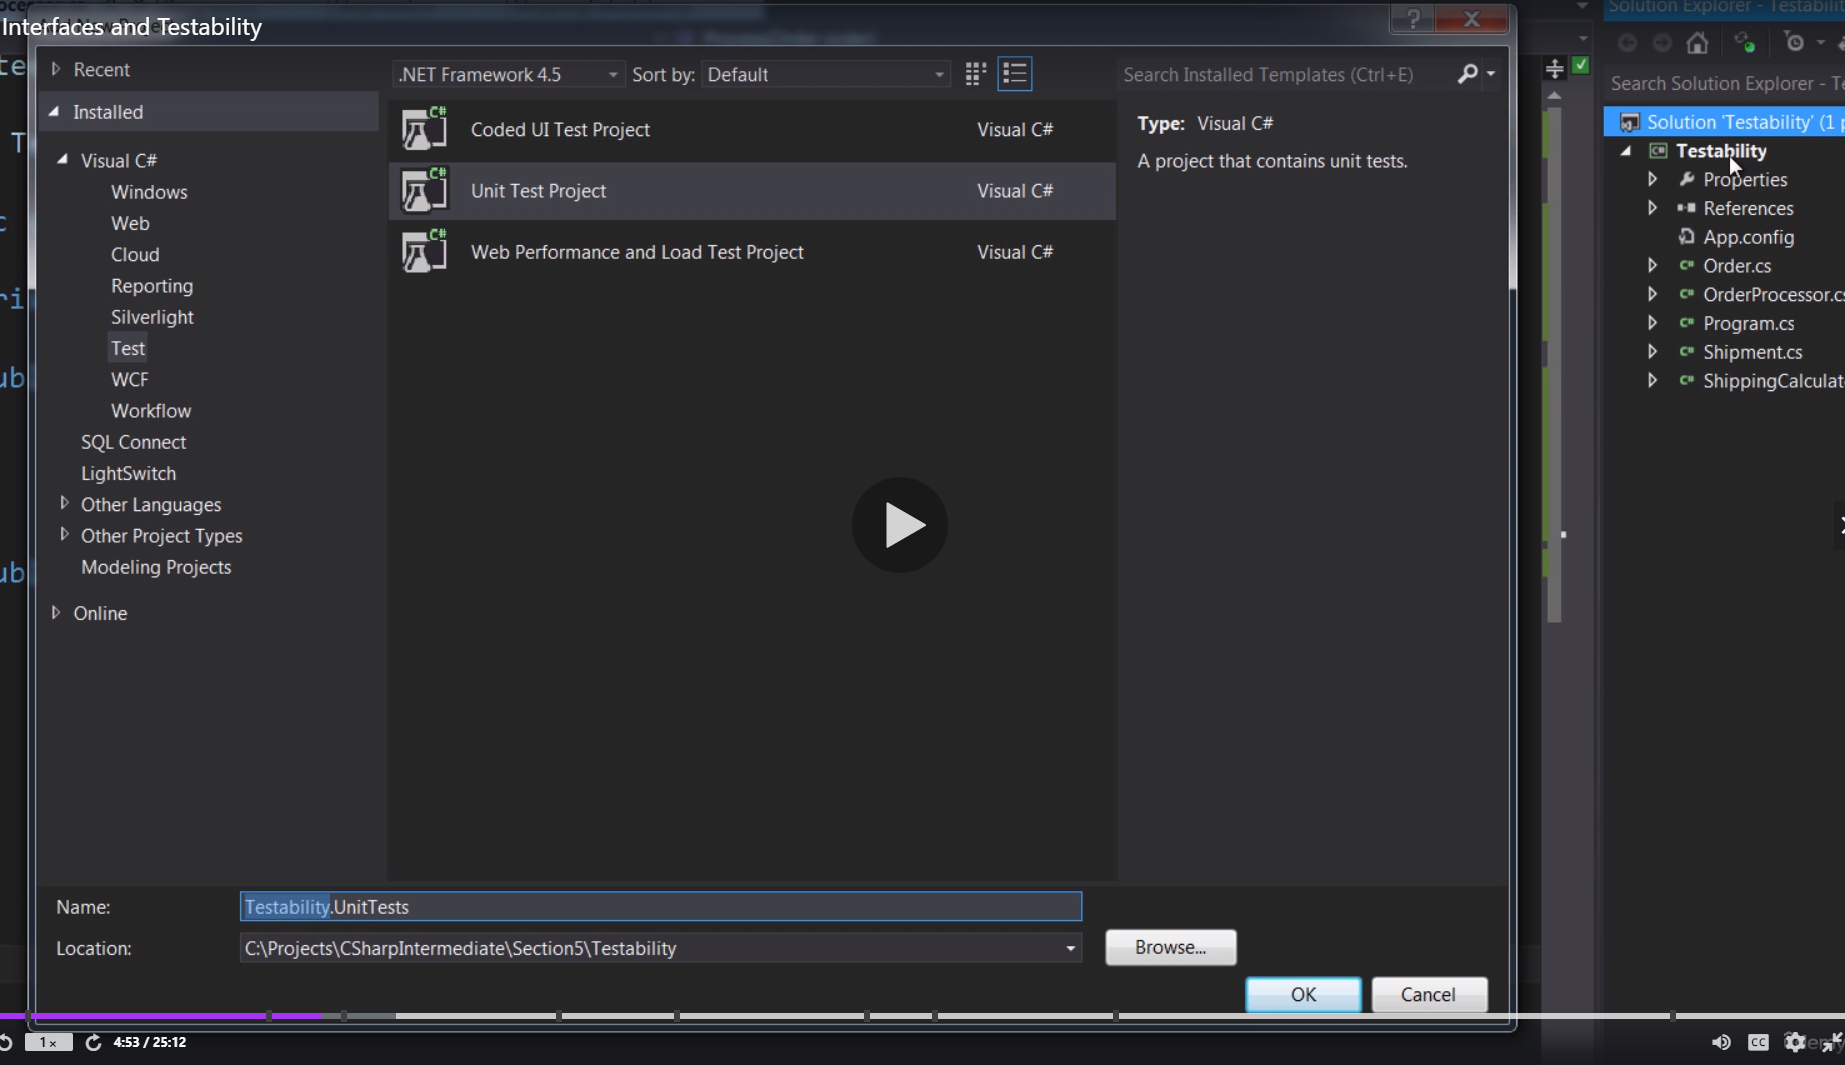 Interfaces and Testability
Recent
Installed
Visual C#
Windows
Web
Cloud
Reporting
Silverlight
Test
WCF
Workflow
SQL Connect
LightSwitch
Other Languages
Other Project Types
Modeling Projects
Online
.NET Framework 4.5
Sort by: Default
Search Installed Templates (Ctrl+E)
C# Coded UI Test Project Visual C#
C# Unit Test Project Visual C#
C# Web Performance and Load Test Project Visual C#
Type: Visual C#
A project that contains unit tests.
Name: Testability.UnitTests
Location: C:\Projects\CSharpIntermediate\Section5\Testability
Browse...
OK Cancel
Solution Explorer - Testabilit
Search Solution Explorer - Te
Solution 'Testability' (1 p
C# Testability
Properties
References
App.config
C# Order.cs
C# OrderProcessor.cs
C# Program.cs
C# Shipment.cs
C# ShippingCalculat
1x
4:53 / 25:12
CC